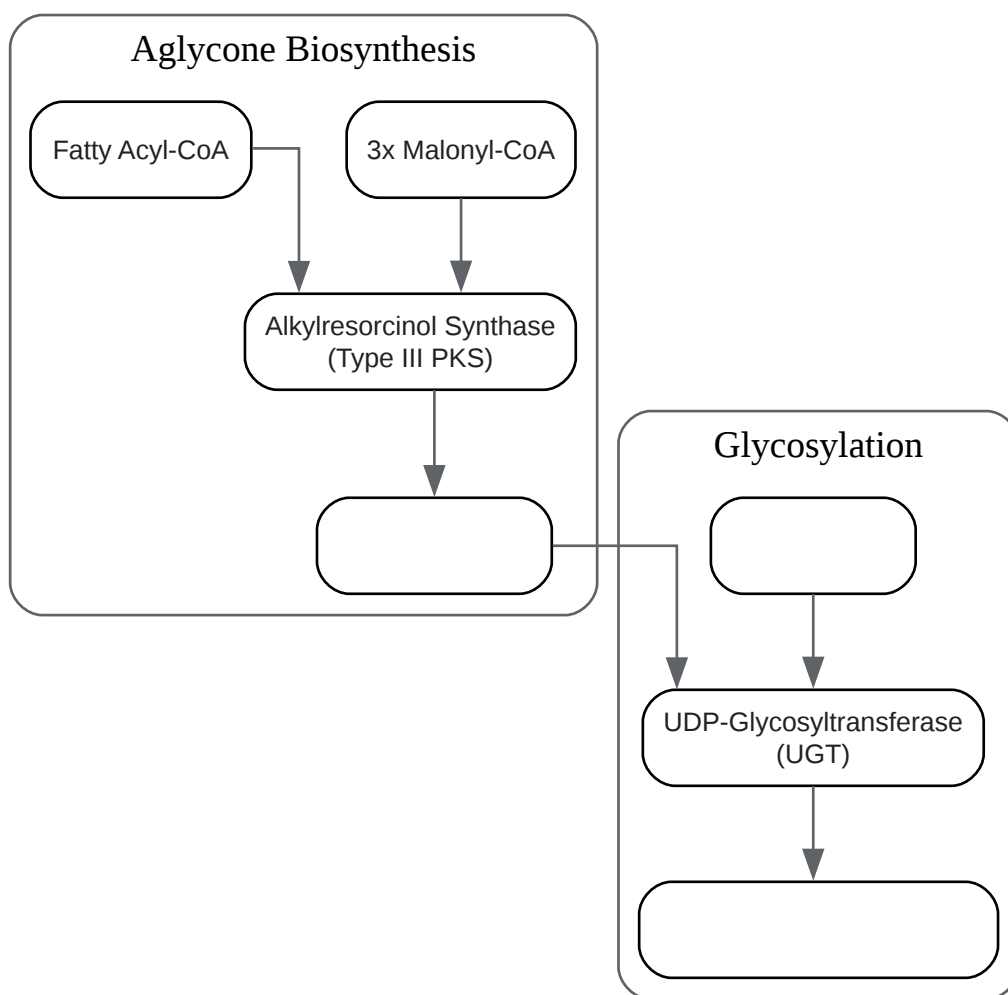 Aglycone Biosynthesis
Fatty Acyl-CoA
3x Malonyl-CoA
Alkylresorcinol Synthase
(Type III PKS)
Glycosylation
UDP-Glycosyltransferase
(UGT)